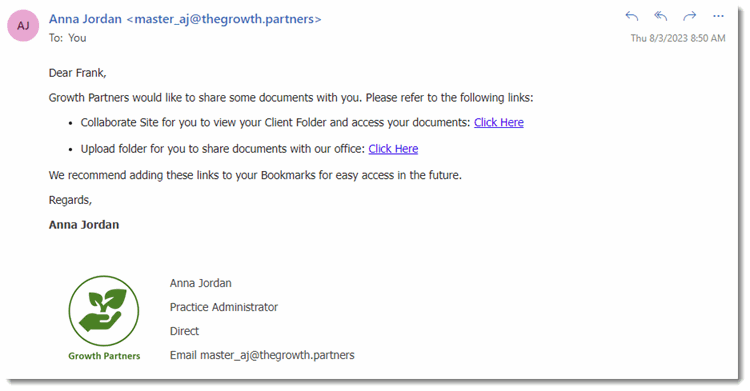 AJ
Anna Jordan <master_aj@thegrowth.partners>
To: You
Thu 8/3/2023 8:50 AM
Dear Frank,
Growth Partners would like to share some documents with you. Please refer to the following links:
• Collaborate Site for you to view your Client Folder and access your documents: Click Here
• Upload folder for you to share documents with our office: Click Here
We recommend adding these links to your Bookmarks for easy access in the future.
Regards,
Anna Jordan
Growth Partners
Anna Jordan
Practice Administrator
Direct
Email master_aj@thegrowth.partners